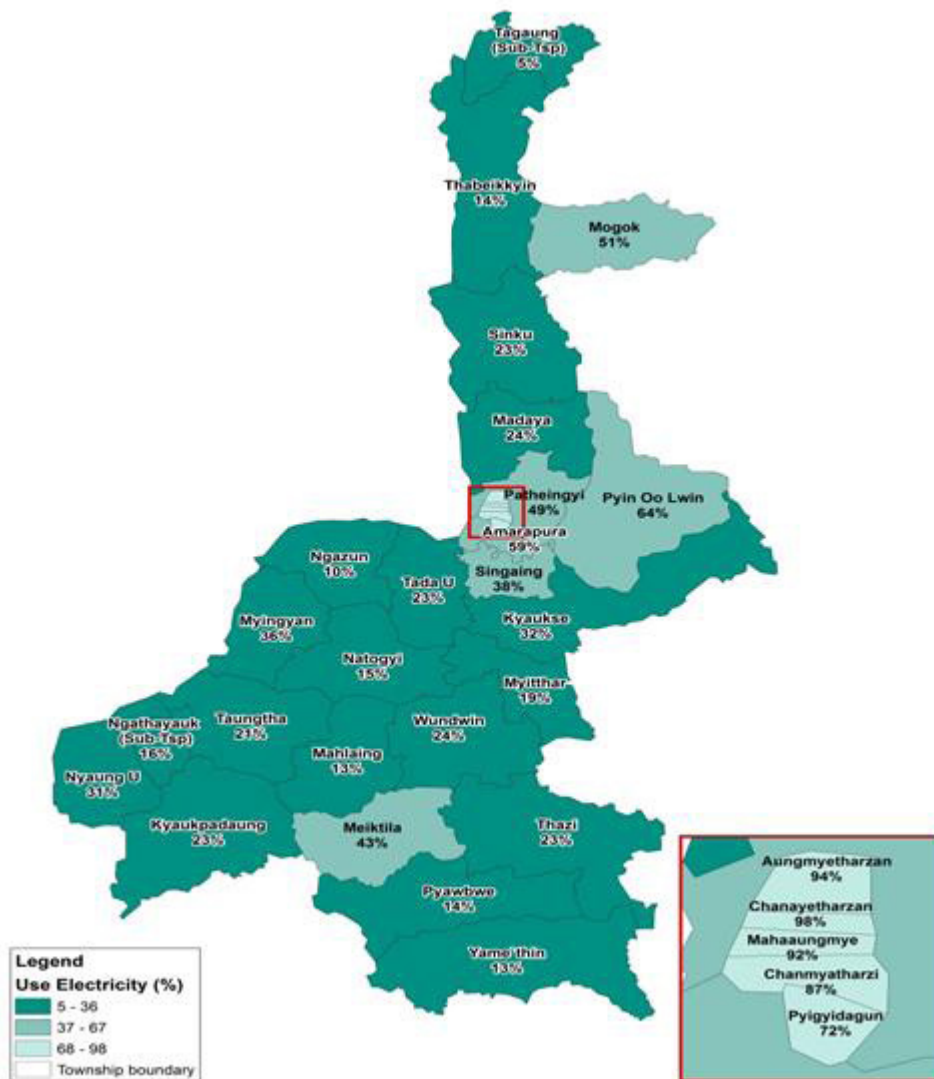 Tagaung
(Sub-Tsp)
5%
Thabeikkyin
14%
Mogok
51%
Sinku
23%
Madaya
24%
Patheingyi
49%
Pyin Oo Lwin
64%
Amarapura
59%
Singaing
38%
Ngazun
10%
Tada U
23%
Kyaukse
32%
Myingyan
36%
Natogyi
15%
Myitthar
19%
Ngathayauk
(Sub-Tsp)
16%
Taungtha
21%
Wundwin
24%
Mahlaing
13%
Nyaung U
31%
Kyaukpadaung
23%
Meiktila
43%
Thazi
23%
Pyawbwe
14%
Yame'thin
13%
Aungmyetharzan
94%
Chanayetharzan
98%
Mahaaungmye
92%
Chanmyatharzi
87%
Pyigyidagun
72%
Legend
Use Electricity (%)
5 - 36
37 - 67
68 - 98
Township boundary